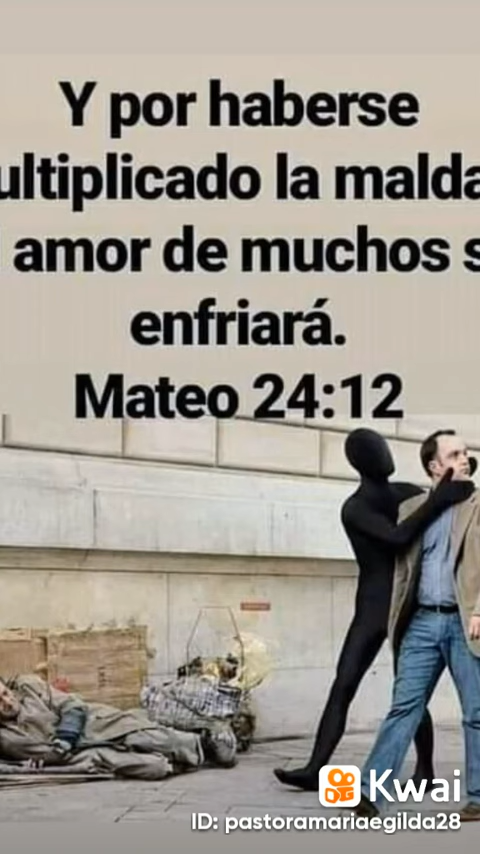 Y por haberse
ultiplicado la malda
amor de muchos s
enfriará.
Mateo 24:12
Kwai
ID: pastoramariaegilda28